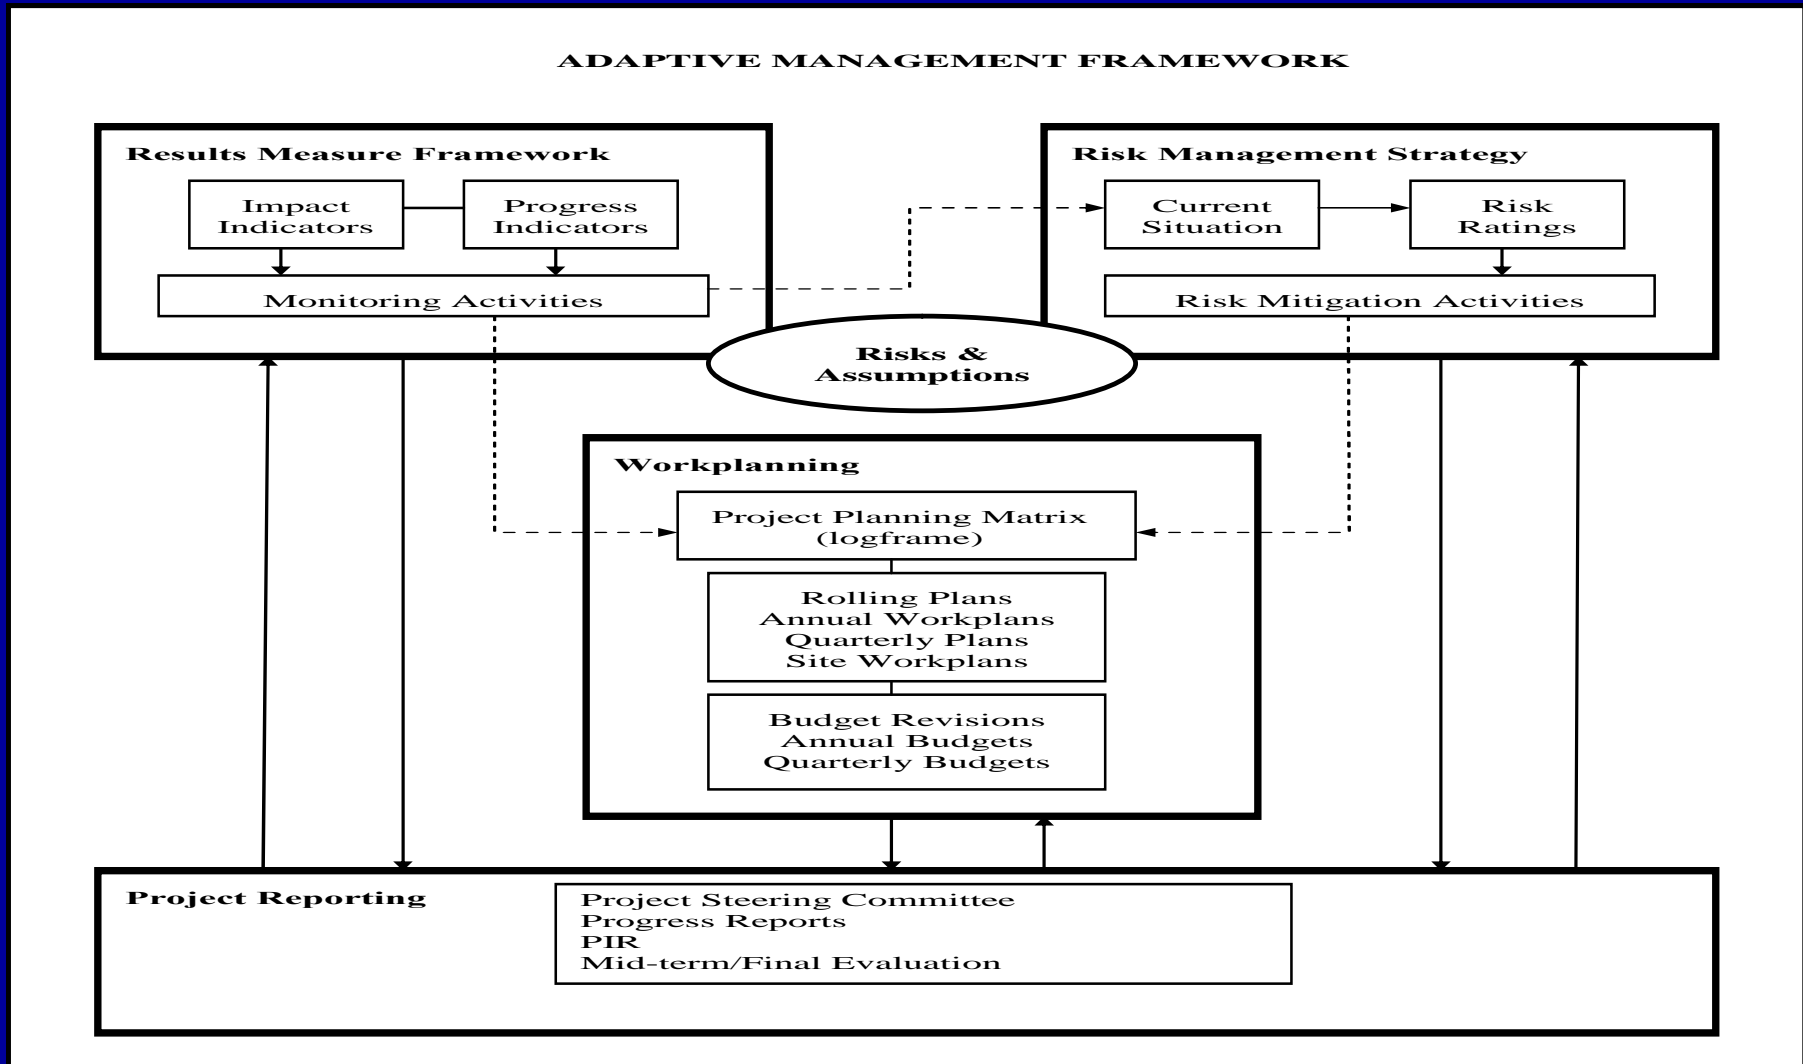 ADAPTIVE MANAGEMENT FRAMEWORK
Results Measure Framework
Impact
Indicators
Progress
Indicators
Monitoring Activities
Risk Management Strategy
Current
Situation
Risk
Ratings
Risk Mitigation Activities
Risks &
Assumptions
Workplanning
Project Planning Matrix
(logframe)
Rolling Plans
Annual Workplans
Quarterly Plans
Site Workplans
Budget Revisions
Annual Budgets
Quarterly Budgets
Project Reporting
Project Steering Committee
Progress Reports
PIR
Mid-term/Final Evaluation